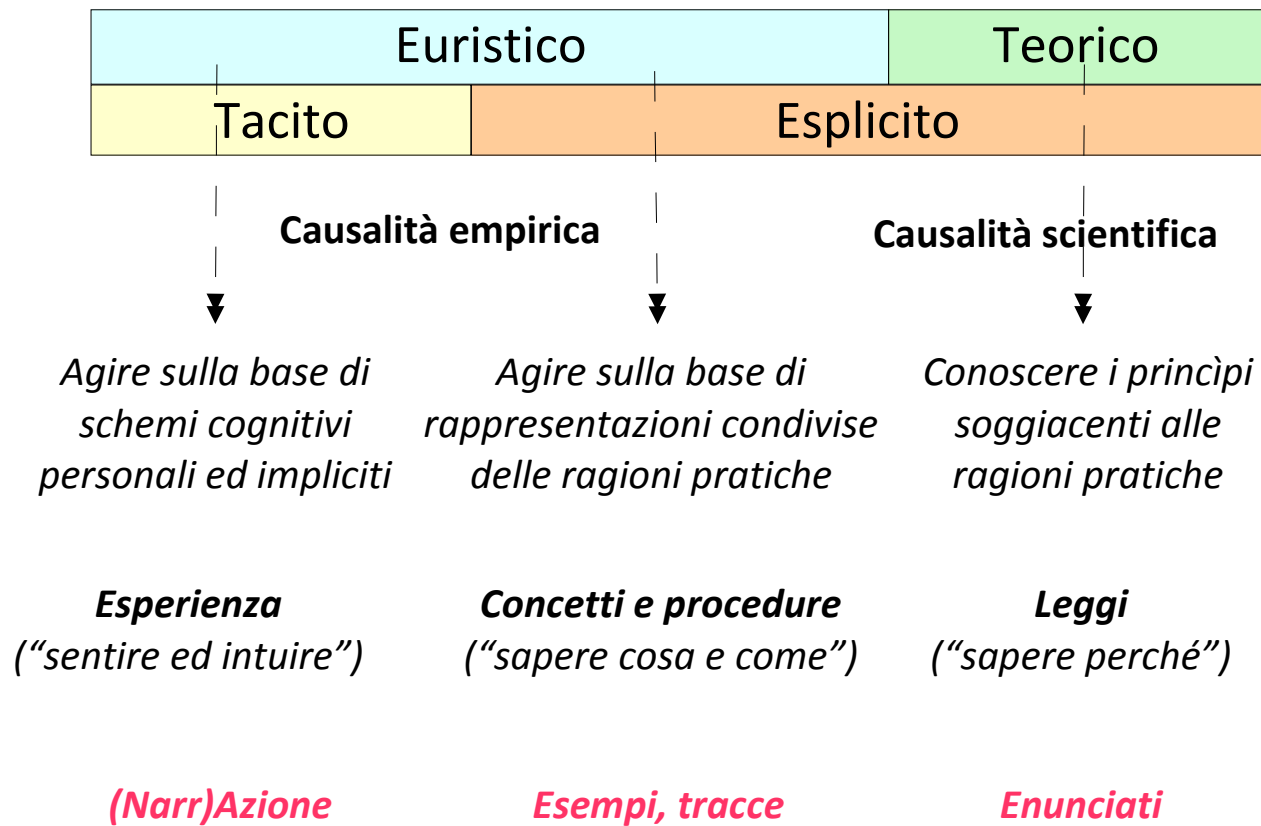 Euristico
Teorico
Tacito
Esplicito
Causalità empirica
Causalità scientifica
Agire sulla base di
schemi cognitivi
personali ed impliciti
Agire sulla base di
rappresentazioni condivise
delle ragioni pratiche
Conoscere i princìpi
soggiacenti alle
ragioni pratiche
Esperienza
(“sentire ed intuire”)
Concetti e procedure
(“sapere cosa e come”)
Leggi
(“sapere perché”)
(Narr)Azione
Esempi, tracce
Enunciati